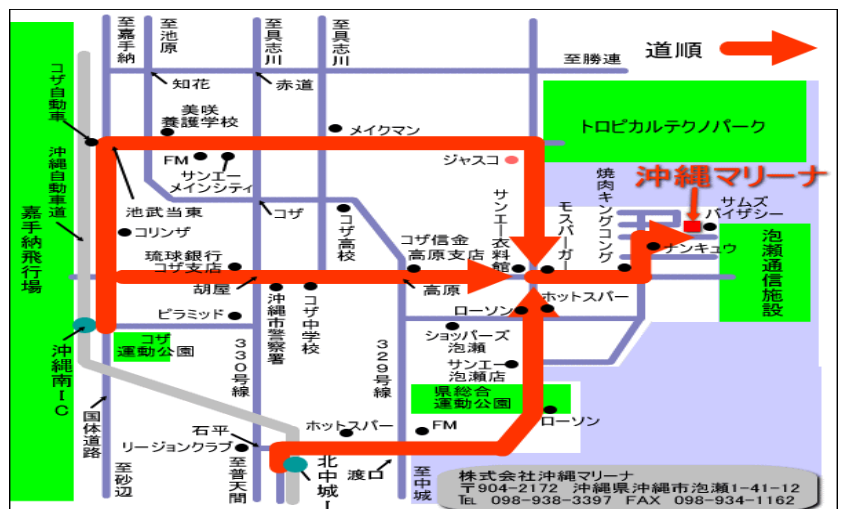 至嘉手納
至池原
至具志川
至具志川
至勝連
道順
コザ自動車
知花
赤道
美咲
養護学校
メイクマン
トロピカルテクノパーク
FM
サンエー
メインシティ
ジャスコ
沖縄自動車道
池武当東
コザ
サンエー衣料館
モスバーガー
焼肉キングコング
沖縄マリーナ
サムズ
バイザシー
嘉手納飛行場
コリンザ
コザ高校
コザ信金
高原支店
ナンキュウ
泡瀬通信施設
琉球銀行
コザ支店
胡屋
高原
ホットスパー
ローソン
ピラミッド
沖縄市警察署
コザ中学校
コザ
運動公園
ショッパーズ
泡瀬
サンエー
泡瀬店
沖縄南IC
330号線
329号線
県総合
運動公園
国体道路
石平
リージョンクラブ
ホットスパー
FM
ローソン
至砂辺
至普天間
北中城I
渡口
至中城
株式会社沖縄マリーナ
〒904-2172 沖縄県沖縄市泡瀬1-41-12
℡ 098-938-3397 FAX 098-934-1162